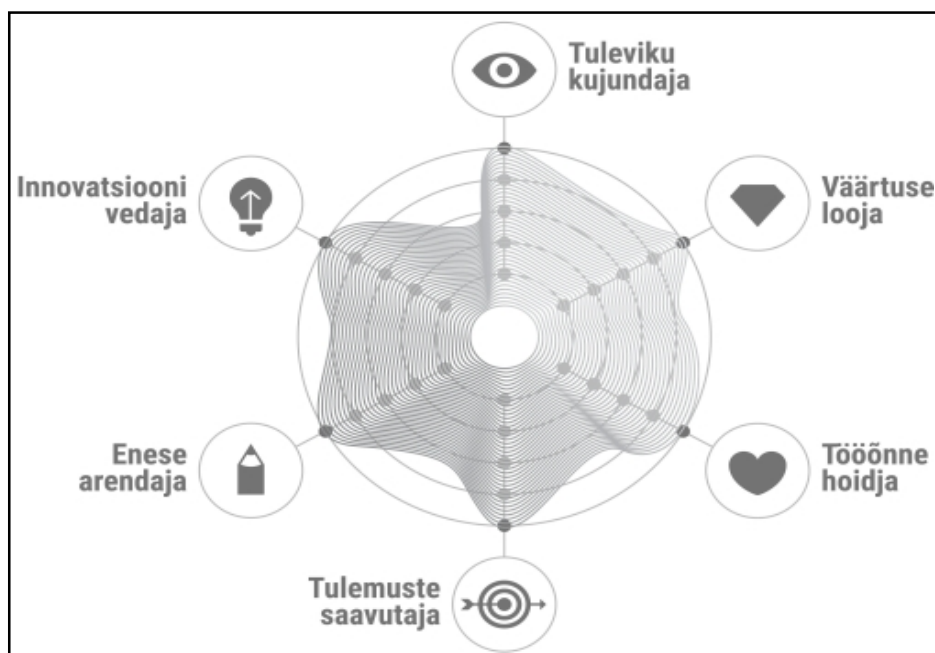 Tuleviku
kujundaja
Innovatsiooni
vedaja
Väärtuse
looja
Enese
arendaja
Tööõnne
hoidja
Tulemuste
saavutaja